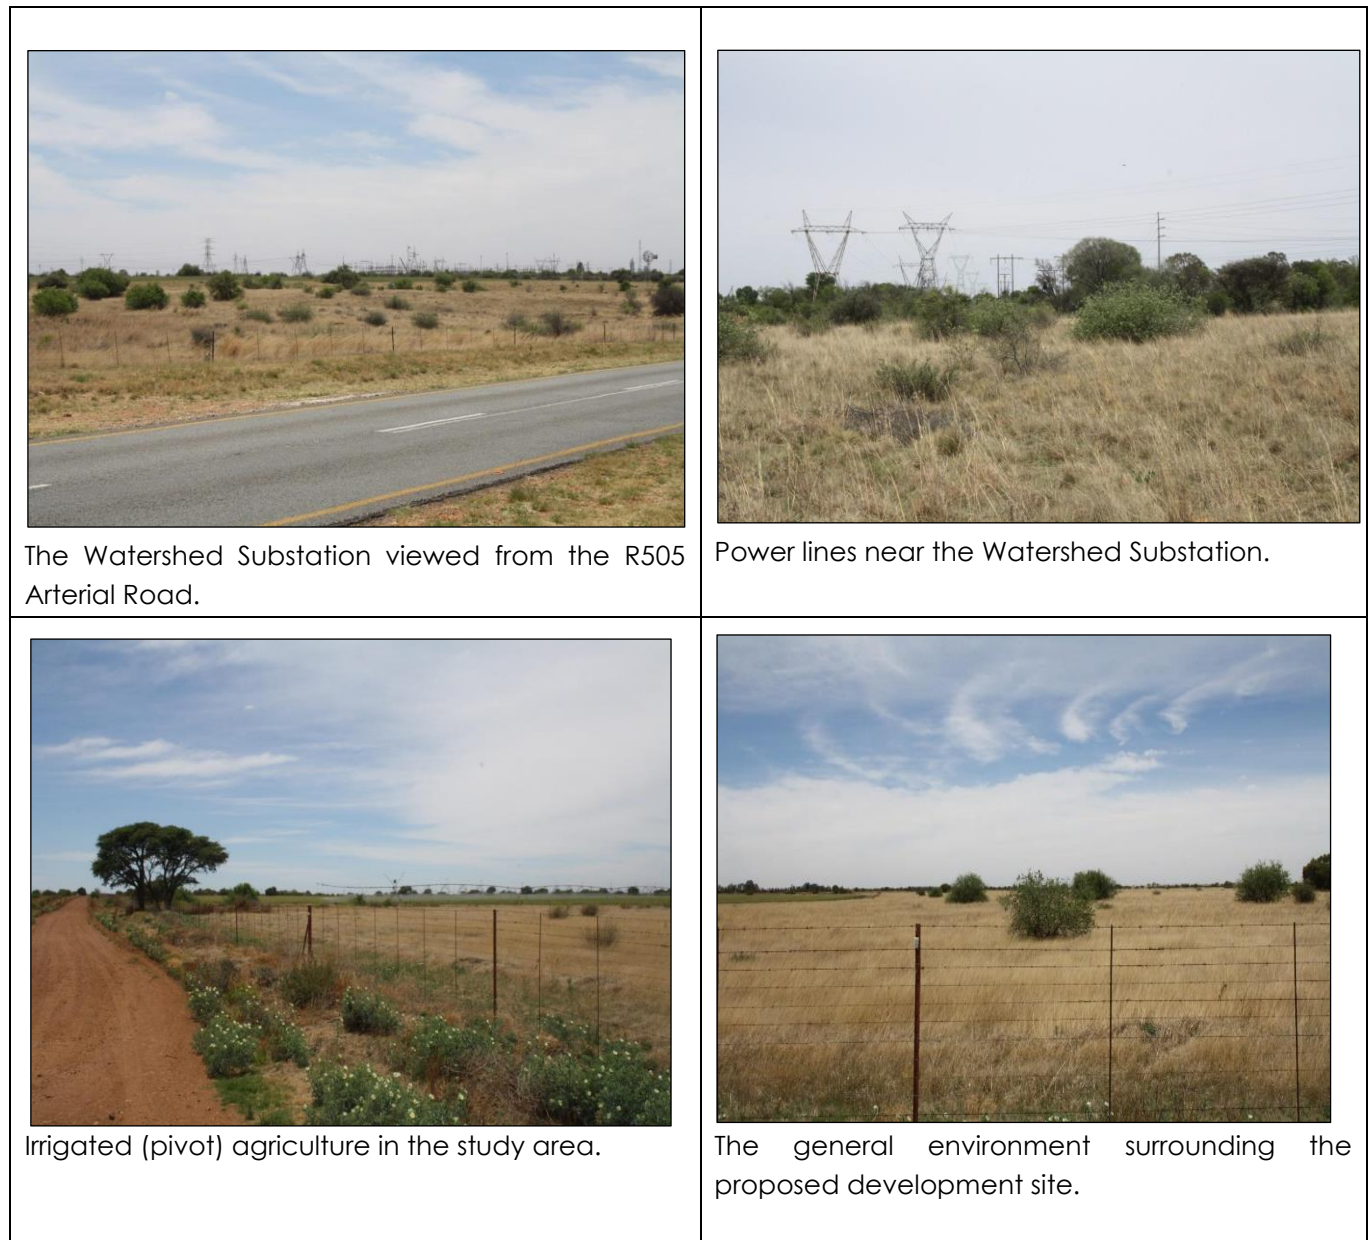 The Watershed Substation viewed from the R505
Arterial Road.
Power lines near the Watershed Substation.
Irrigated (pivot) agriculture in the study area.
The general environment surrounding the
proposed development site.